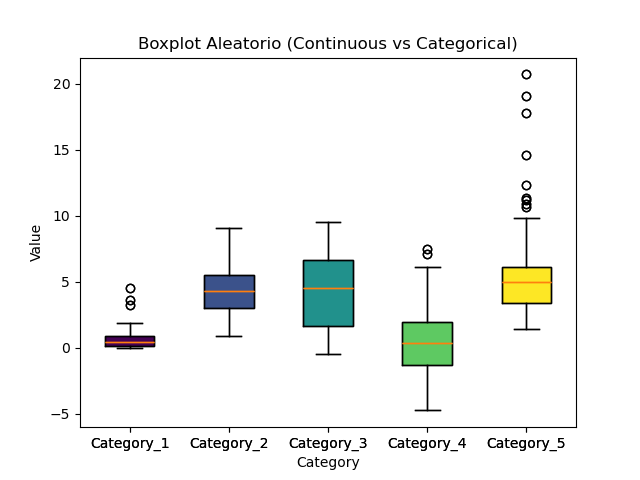 Boxplot Aleatorio (Continuous vs Categorical)
20
15
10
5
0
−5
Value
Category_1 Category_2 Category_3 Category_4 Category_5
Category